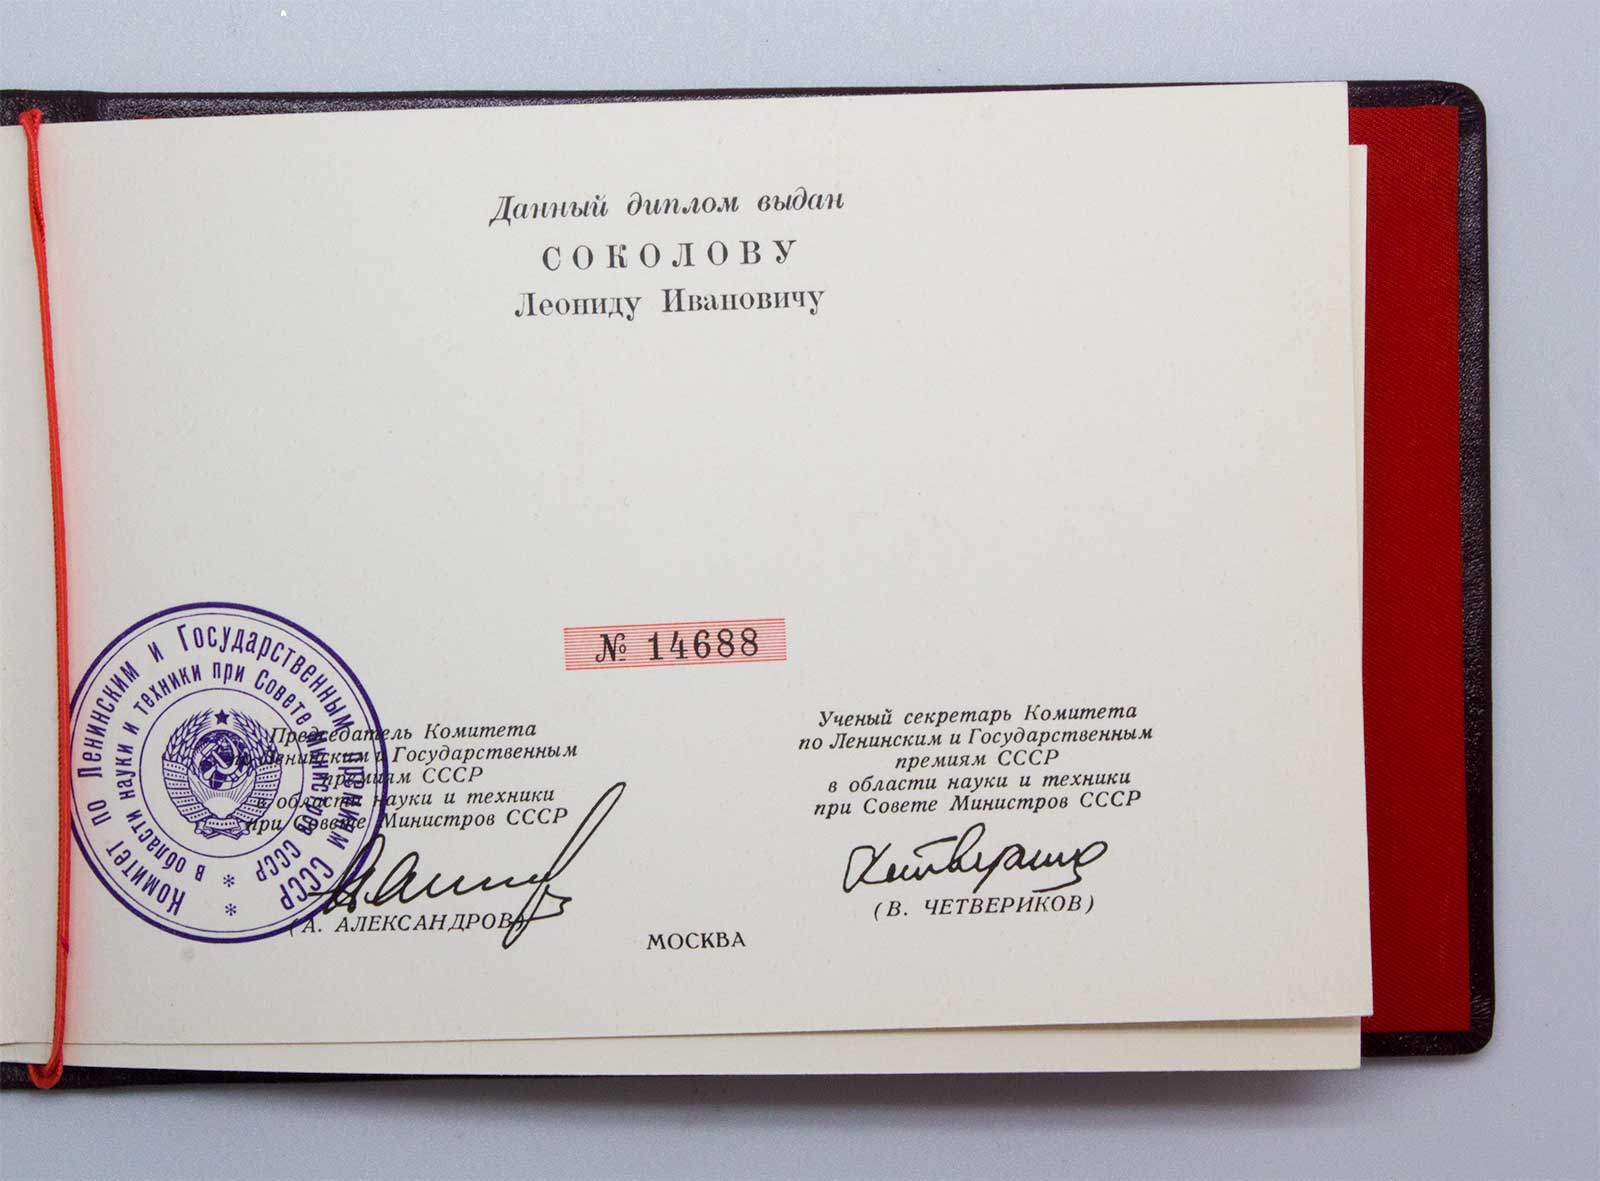 Данный диплом выдан
СОКОЛОВУ
Леониду Ивановичу
№ 14688
Председатель Комитета
по Ленинским и Государственным
премиям СССР
в области науки и техники
при Совете Министров СССР
(А. АЛЕКСАНДРОВ)
Ученый секретарь Комитета
по Ленинским и Государственным
премиям СССР
в области науки и техники
при Совете Министров СССР
(В. ЧЕТВЕРИКОВ)
МОСКВА
Комитет по Ленинским и Государственным премиям СССР
в области науки и техники при Совете Министров СССР